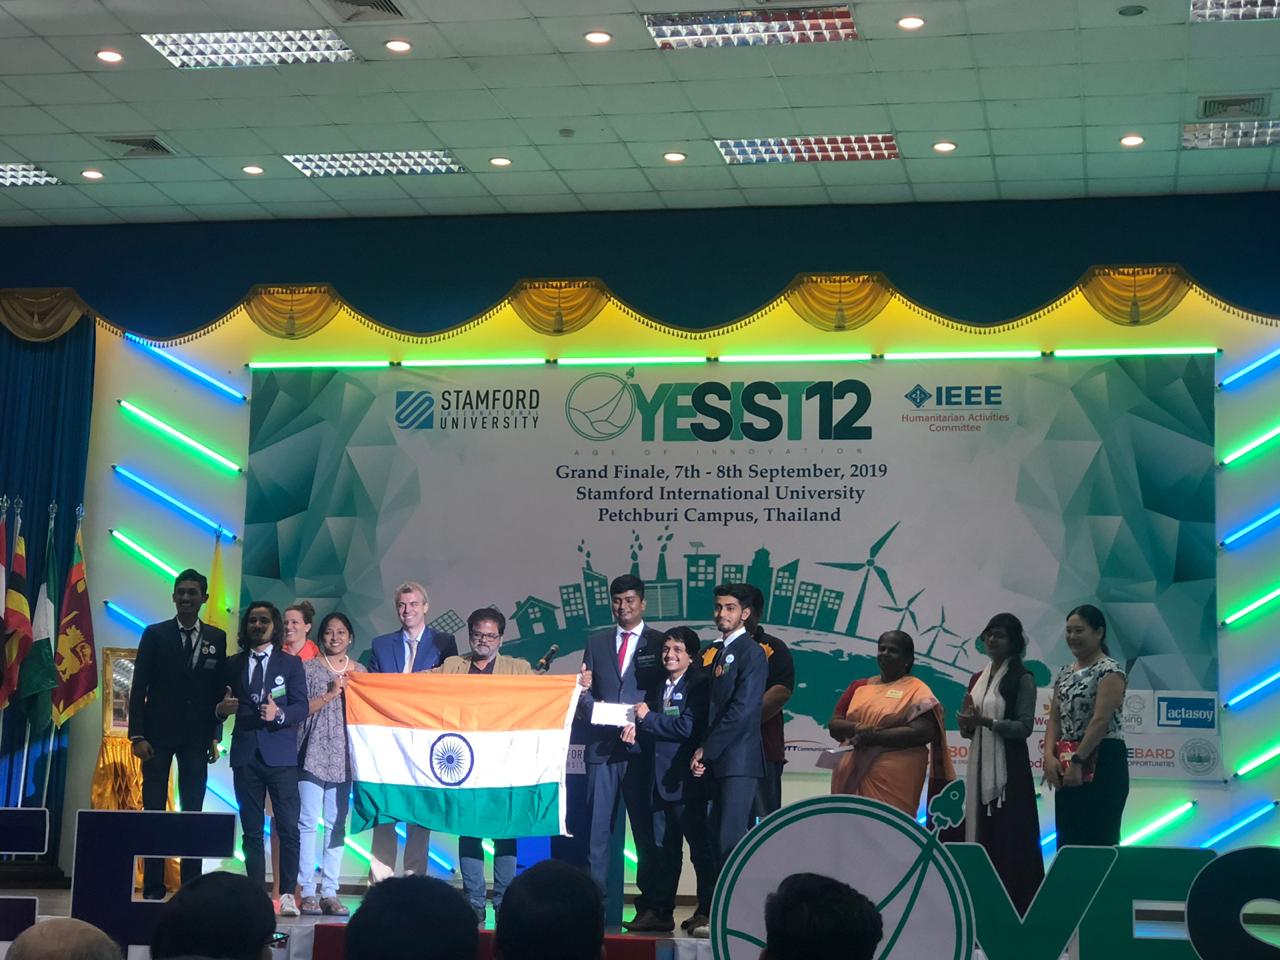 STAMFORD
INTERNATIONAL
UNIVERSITY
YESIST12
AGE OF INNOVATION
IEEE
Humanitarian Activities
Committee
Grand Finale, 7th - 8th September, 2019
Stamford International University
Petchburi Campus, Thailand
Lactasoy
YES